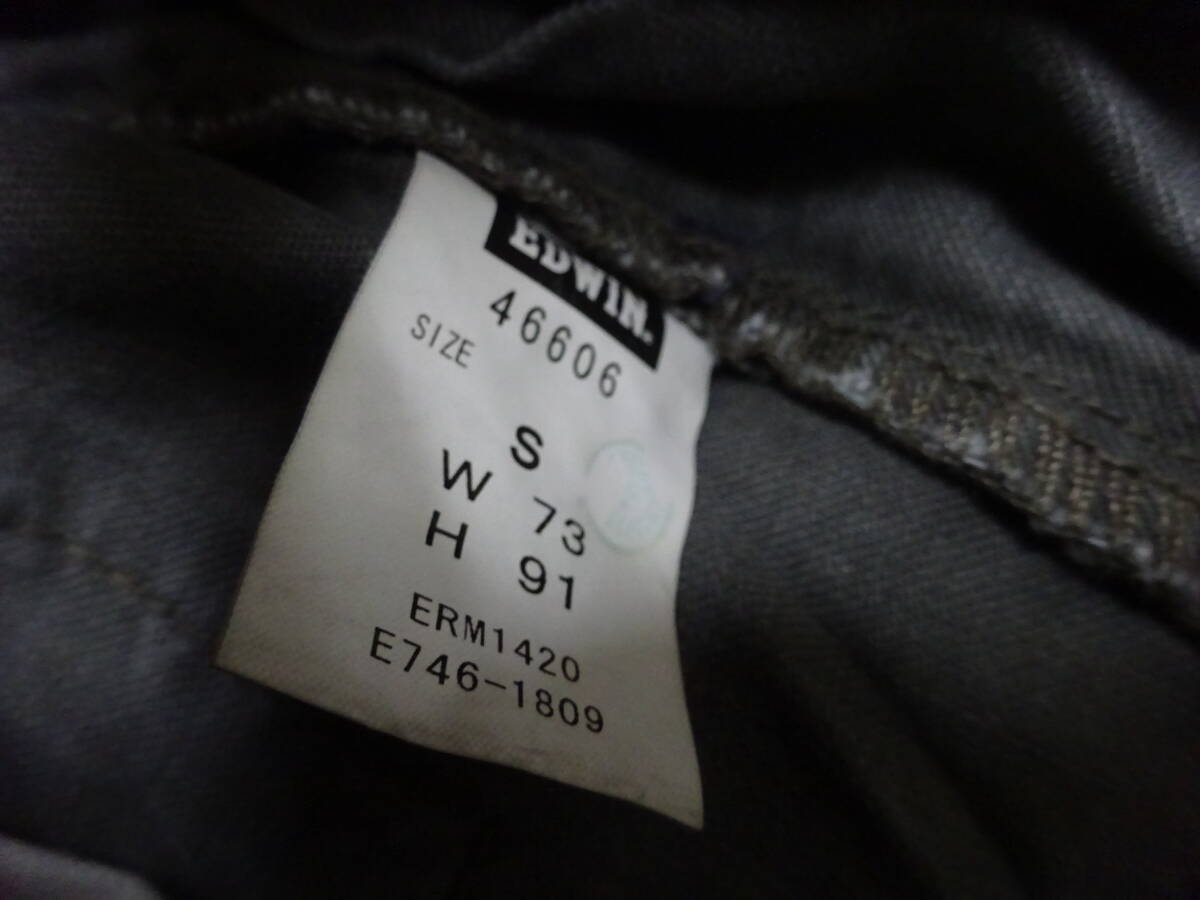 EDWIN.
46606
SIZE
S
W 73
H 91
ERM1420
E746-1809